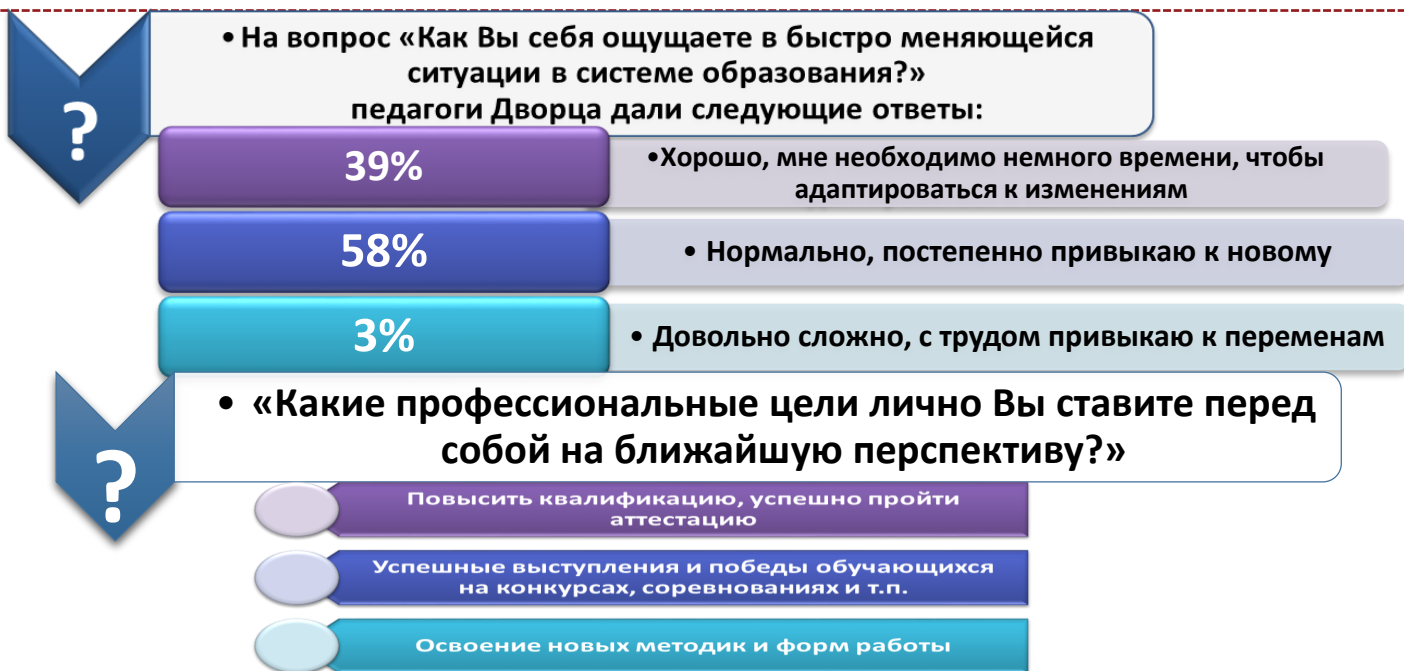 • На вопрос «Как Вы себя ощущаете в быстро меняющейся
ситуации в системе образования?»
педагоги Дворца дали следующие ответы:
?
39%
•Хорошо, мне необходимо немного времени, чтобы
адаптироваться к изменениям
58%
• Нормально, постепенно привыкаю к новому
3%
• Довольно сложно, с трудом привыкаю к переменам
• «Какие профессиональные цели лично Вы ставите перед
собой на ближайшую перспективу?»
?
Повысить квалификацию, успешно пройти
аттестацию
Успешные выступления и победы обучающихся
на конкурсах, соревнованиях и т.п.
Освоение новых методик и форм работы